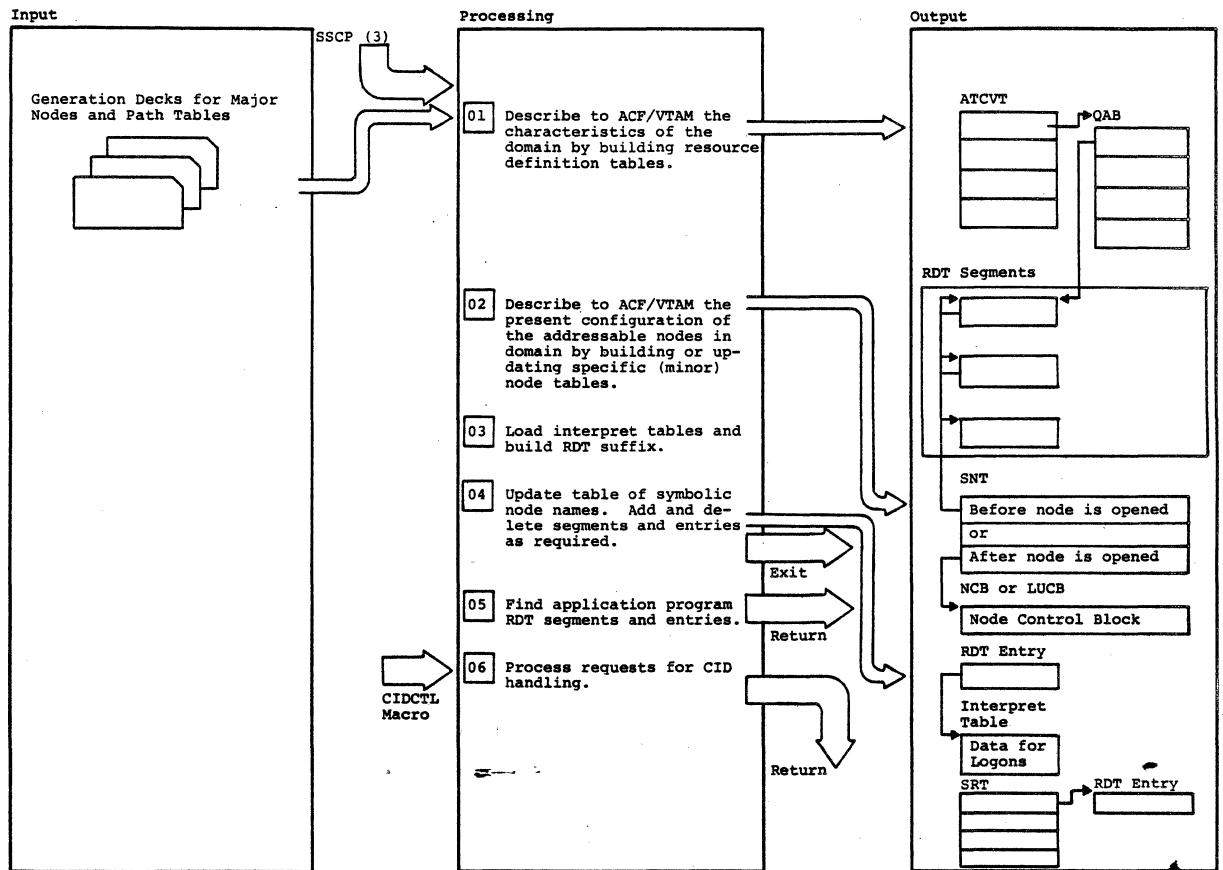 Input
Processing
Output
SSCP (3)
Generation Decks for Major
Nodes and Path Tables
01 Describe to ACF/VTAM the
characteristics of the
domain by building resource
definition tables.
02 Describe to ACF/VTAM the
present configuration of
the addressable nodes in
domain by building or up-
dating specific (minor)
node tables.
03 Load interpret tables and
build RDT suffix.
04 Update table of symbolic
node names. Add and de-
lete segments and entries
as required.
Exit
05 Find application program
RDT segments and entries.
Return
06 Process requests for CID
handling.
CIDCTL
Macro
Return
ATCVT
QAB
RDT Segments
SNT
Before node is opened
or
After node is opened
NCB or LUCB
Node Control Block
RDT Entry
Interpret
Table
Data for
Logons
SRT
RDT Entry